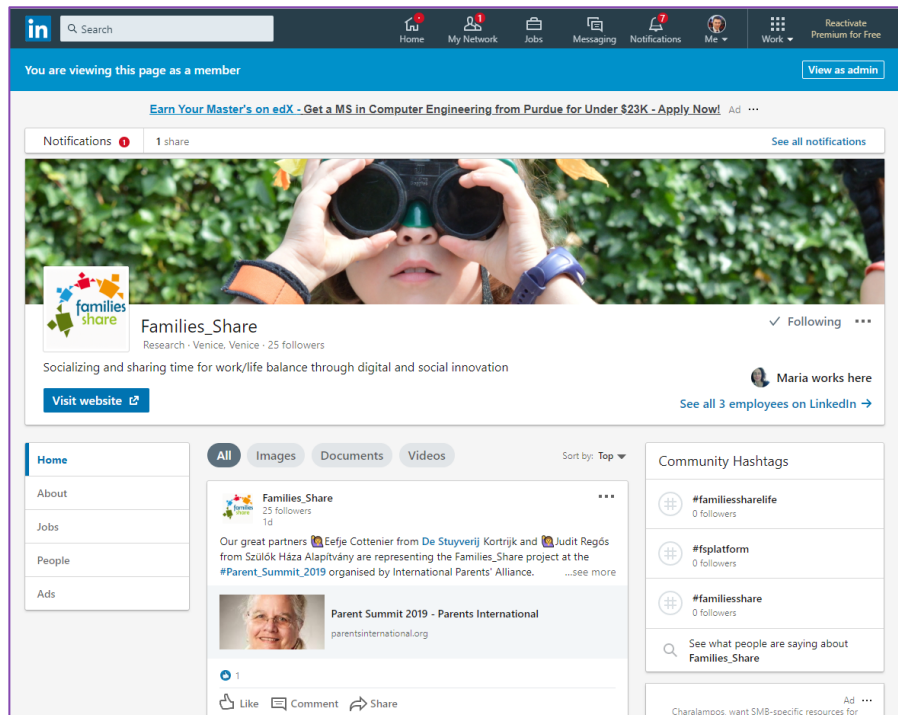 in
Search
Home
1
My Network
Jobs
Messaging
7
Notifications
Me
Work
Reactivate
Premium for Free
You are viewing this page as a member
View as admin
Earn Your Master's on edX - Get a MS in Computer Engineering from Purdue for Under $23K - Apply Now! Ad ...
Notifications 1
1 share
See all notifications
families
share
Families_Share
Following ...
Research · Venice, Venice · 25 followers
Socializing and sharing time for work/life balance through digital and social innovation
Maria works here
Visit website
See all 3 employees on LinkedIn →
Home
About
Jobs
People
Ads
All
Images
Documents
Videos
Sort by: Top
families
share
Families_Share
...
25 followers
1d
Our great partners Eefje Cottenier from De Stuyverij Kortrijk and Judit Regós
from Szülők Háza Alapítvány are representing the Families_Share project at the
#Parent_Summit_2019 organised by International Parents' Alliance. ...see more
Parent Summit 2019 - Parents International
parentsinternational.org
1
Like
Comment
Share
Community Hashtags
#familiessharelife
0 followers
#fsplatform
0 followers
#familiesshare
0 followers
See what people are saying about
Families_Share
Ad ...
Charalampos, want SMB-specific resources for